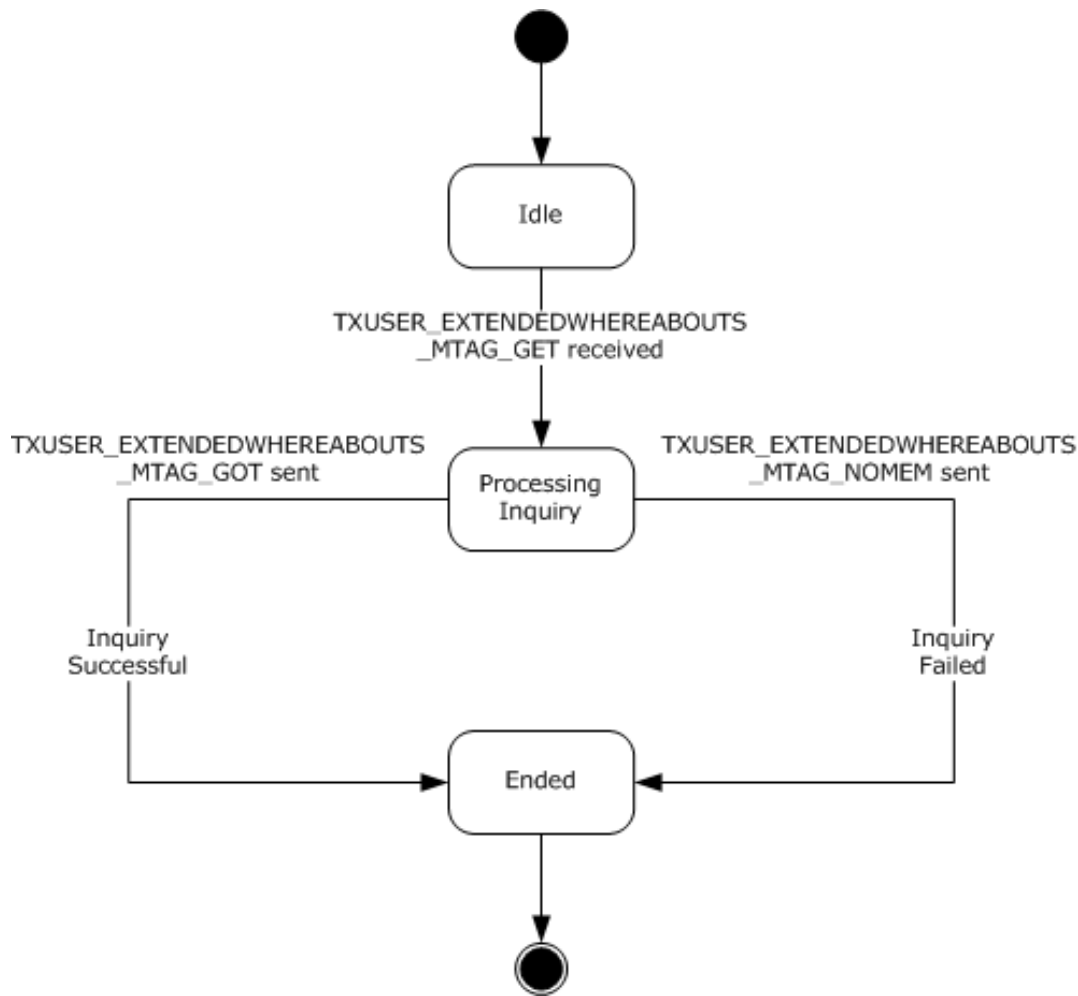 Idle
TXUSER_EXTENDEDWHEREABOUTS
_MTAG_GET received
TXUSER_EXTENDEDWHEREABOUTS
_MTAG_GOT sent
TXUSER_EXTENDEDWHEREABOUTS
_MTAG_NOMEM sent
Processing
Inquiry
Inquiry
Successful
Inquiry
Failed
Ended